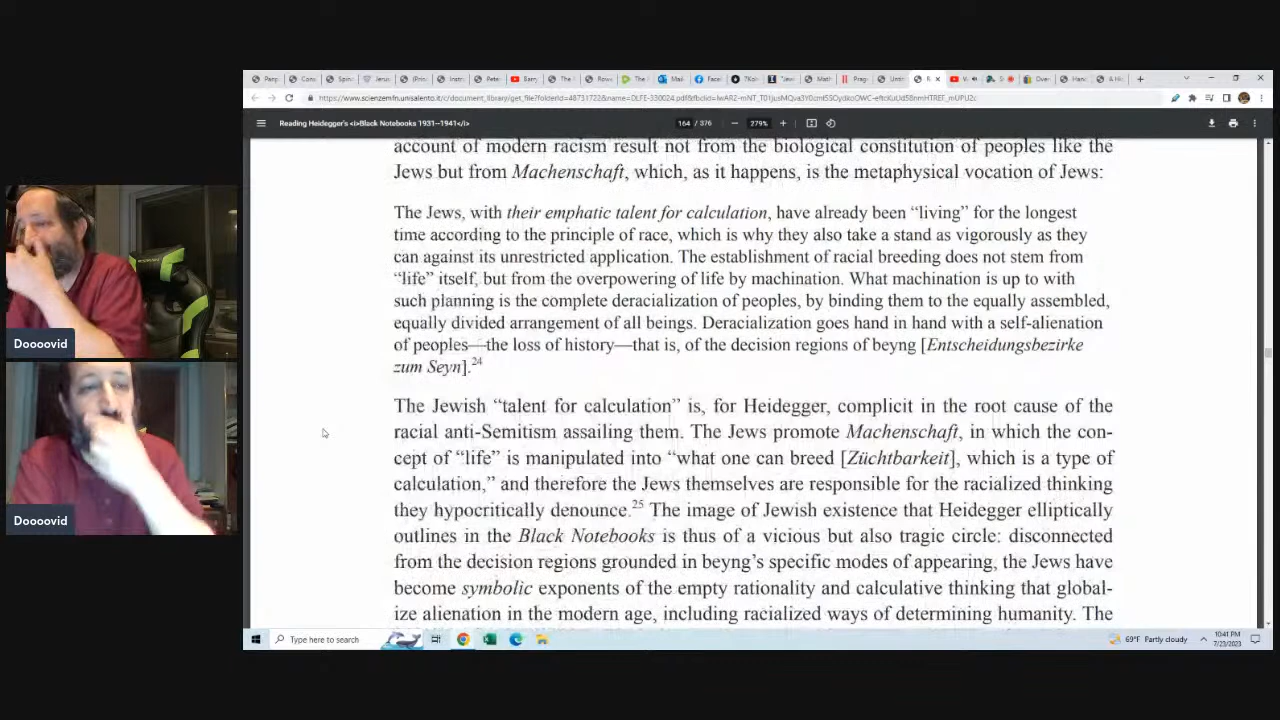 Reading Heidegger's <i>Black Notebooks 1931--1941</i>
164 / 376
279%
account of modern racism result not from the biological constitution of peoples like the
Jews but from Machenschaft, which, as it happens, is the metaphysical vocation of Jews:
The Jews, with their emphatic talent for calculation, have already been “living” for the longest
time according to the principle of race, which is why they also take a stand as vigorously as they
can against its unrestricted application. The establishment of racial breeding does not stem from
“life” itself, but from the overpowering of life by machination. What machination is up to with
such planning is the complete deracialization of peoples, by binding them to the equally assembled,
equally divided arrangement of all beings. Deracialization goes hand in hand with a self-alienation
of peoples—the loss of history—that is, of the decision regions of beyng [Entscheidungsbezirke
zum Seyn].24
The Jewish “talent for calculation” is, for Heidegger, complicit in the root cause of the
racial anti-Semitism assailing them. The Jews promote Machenschaft, in which the con-
cept of “life” is manipulated into “what one can breed [Züchtbarkeit], which is a type of
calculation,” and therefore the Jews themselves are responsible for the racialized thinking
they hypocritically denounce.25 The image of Jewish existence that Heidegger elliptically
outlines in the Black Notebooks is thus of a vicious but also tragic circle: disconnected
from the decision regions grounded in beyng’s specific modes of appearing, the Jews have
become symbolic exponents of the empty rationality and calculative thinking that global-
ize alienation in the modern age, including racialized ways of determining humanity. The
Doooovid
Doooovid
Type here to search
69°F Partly cloudy
10:41 PM
7/23/2023